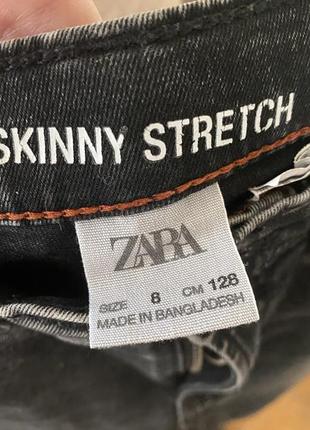 SKINNY STRETCH
ZARA
SIZE 8 CM 128
MADE IN BANGLADESH